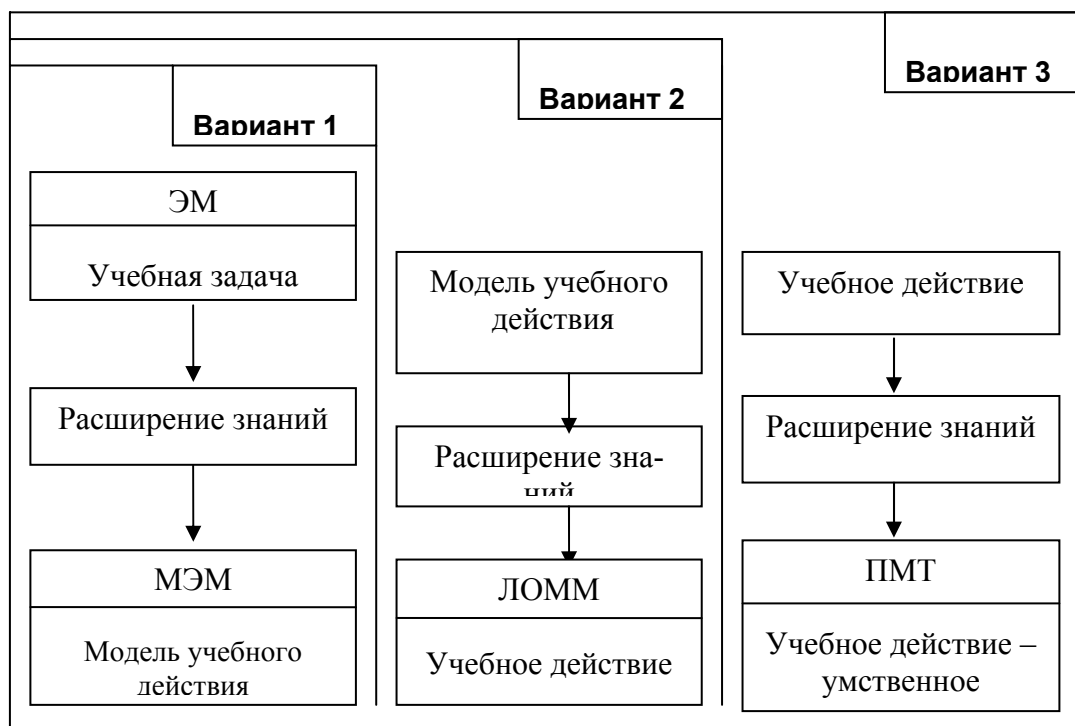 Вариант 1
ЭМ
Учебная задача
Расширение знаний
МЭМ
Модель учебного
действия
Вариант 2
Модель учебного
действия
Расширение зна-
ний
ЛОММ
Учебное действие
Вариант 3
Учебное действие
Расширение знаний
ПМТ
Учебное действие –
умственное